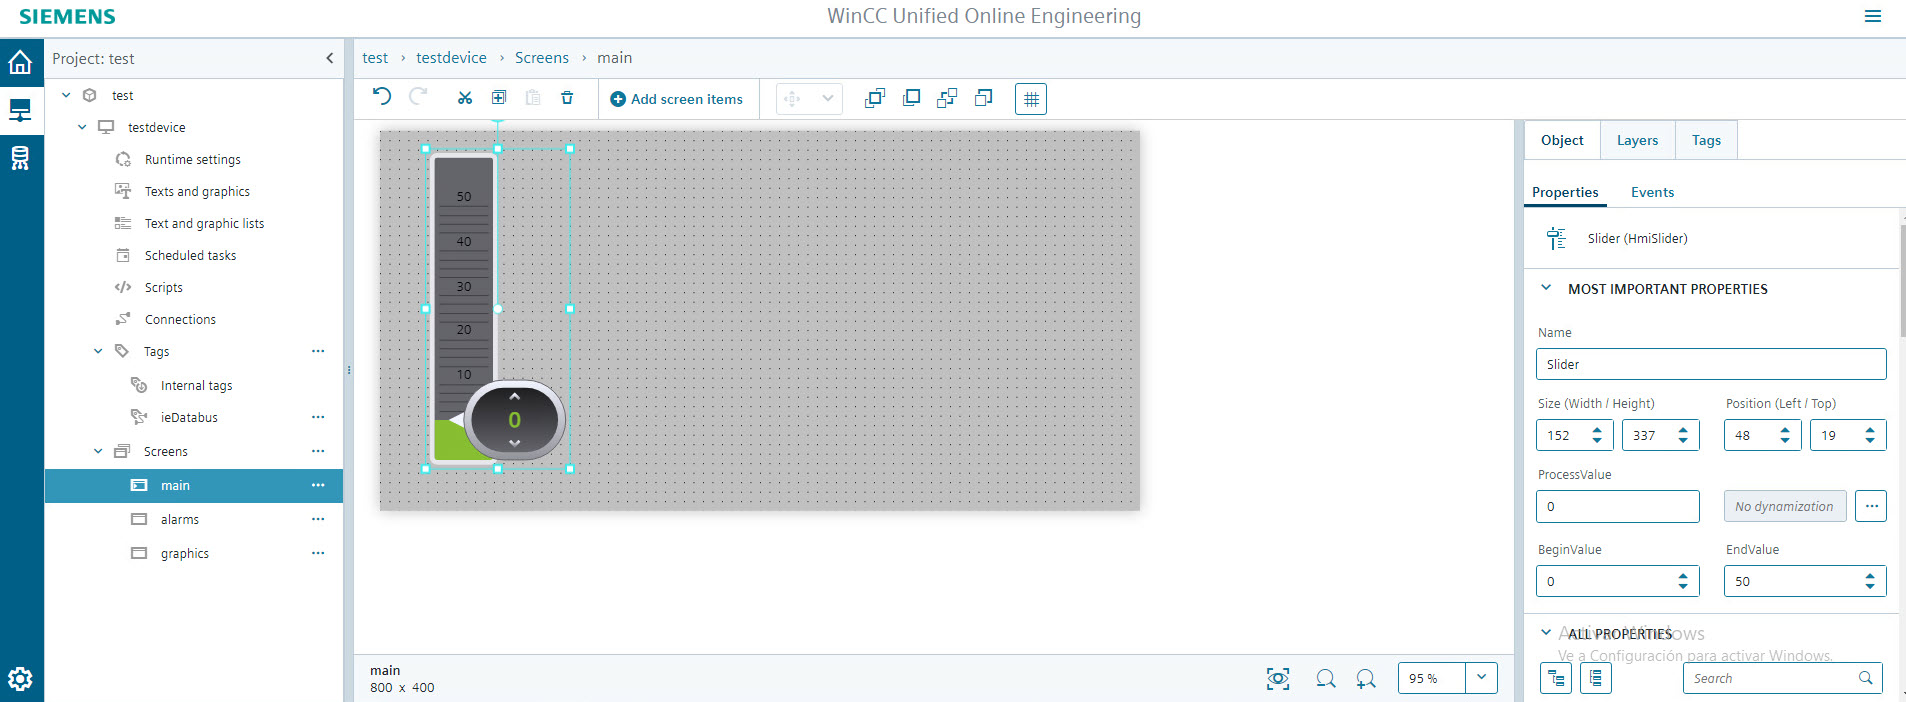 SIEMENS
WinCC Unified Online Engineering
Project: test
test › testdevice › Screens › main
Add screen items
test
testdevice
Runtime settings
Texts and graphics
Text and graphic lists
Scheduled tasks
Scripts
Connections
Tags
Internal tags
ieDatabus
Screens
main
alarms
graphics
50
40
30
20
10
0
main
800 x 400
95 %
Object
Layers
Tags
Properties
Events
Slider (HmiSlider)
MOST IMPORTANT PROPERTIES
Name
Slider
Size (Width / Height)
Position (Left / Top)
152
337
48
19
ProcessValue
0
No dynamization
BeginValue
EndValue
0
50
ALL PROPERTIES
Activar Windows
Ve a Configuración para activar Windows.
Search